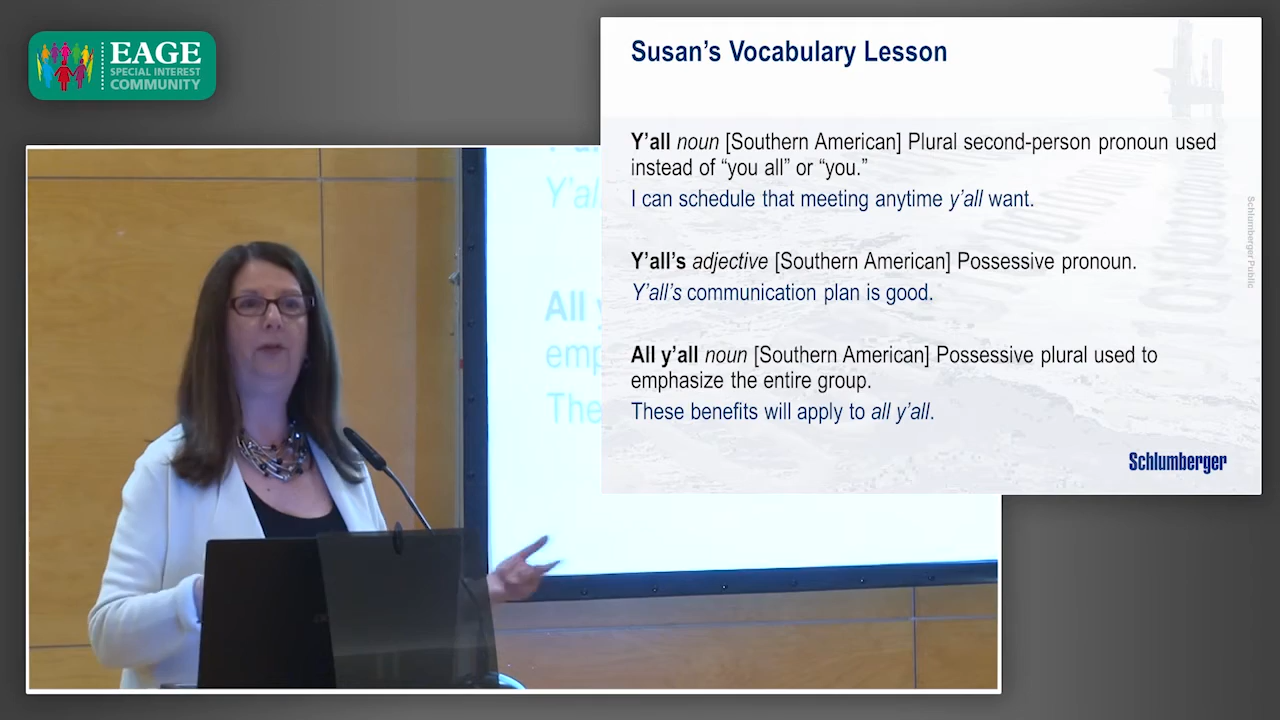 EAGE
SPECIAL INTEREST
COMMUNITY
Susan's Vocabulary Lesson
Y'all noun [Southern American] Plural second-person pronoun used
instead of “you all” or “you.”
I can schedule that meeting anytime y'all want.
Y'all's adjective [Southern American] Possessive pronoun.
Y'all's communication plan is good.
All y'all noun [Southern American] Possessive plural used to
emphasize the entire group.
These benefits will apply to all y'all.
Schlumberger
Schlumberger Public
Y'all
All y
emp
The